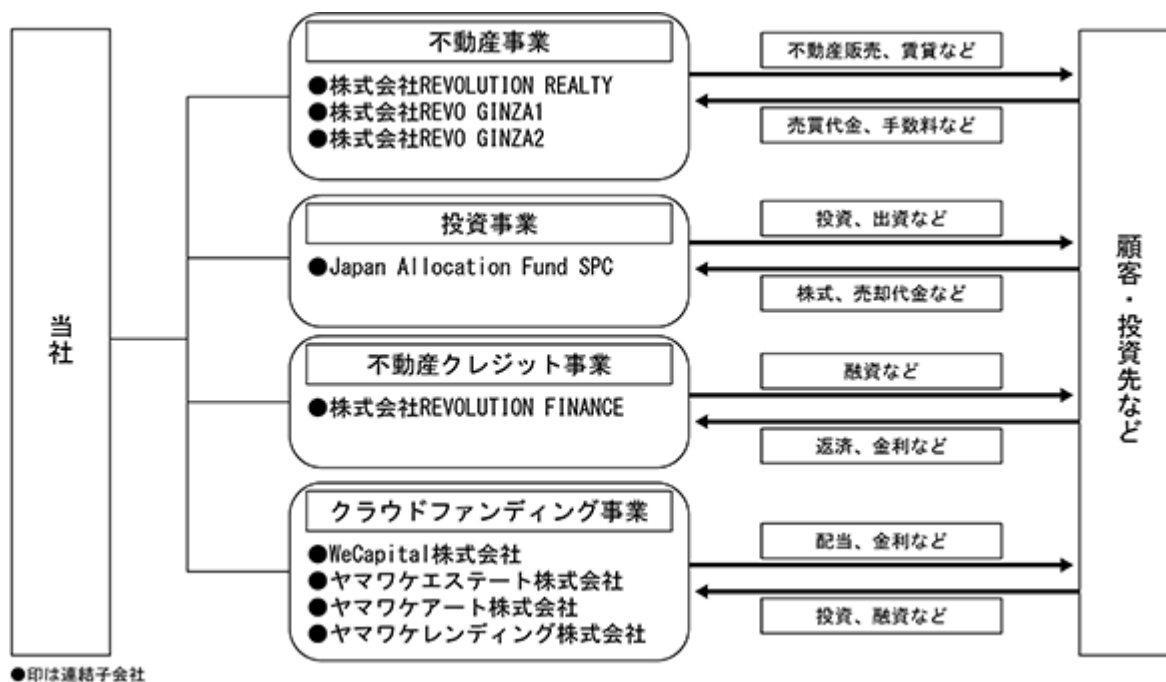 当社
不動産事業
●株式会社REVOLUTION REALTY
●株式会社REVO GINZA1
●株式会社REVO GINZA2
不動産販売、賃貸など
売買代金、手数料など
投資事業
●Japan Allocation Fund SPC
投資、出資など
株式、売却代金など
不動産クレジット事業
●株式会社REVOLUTION FINANCE
融資など
返済、金利など
クラウドファンディング事業
●WeCapital株式会社
●ヤマワケエステート株式会社
●ヤマワケアート株式会社
●ヤマワケレンディング株式会社
配当、金利など
投資、融資など
顧客・投資先など
●印は連結子会社